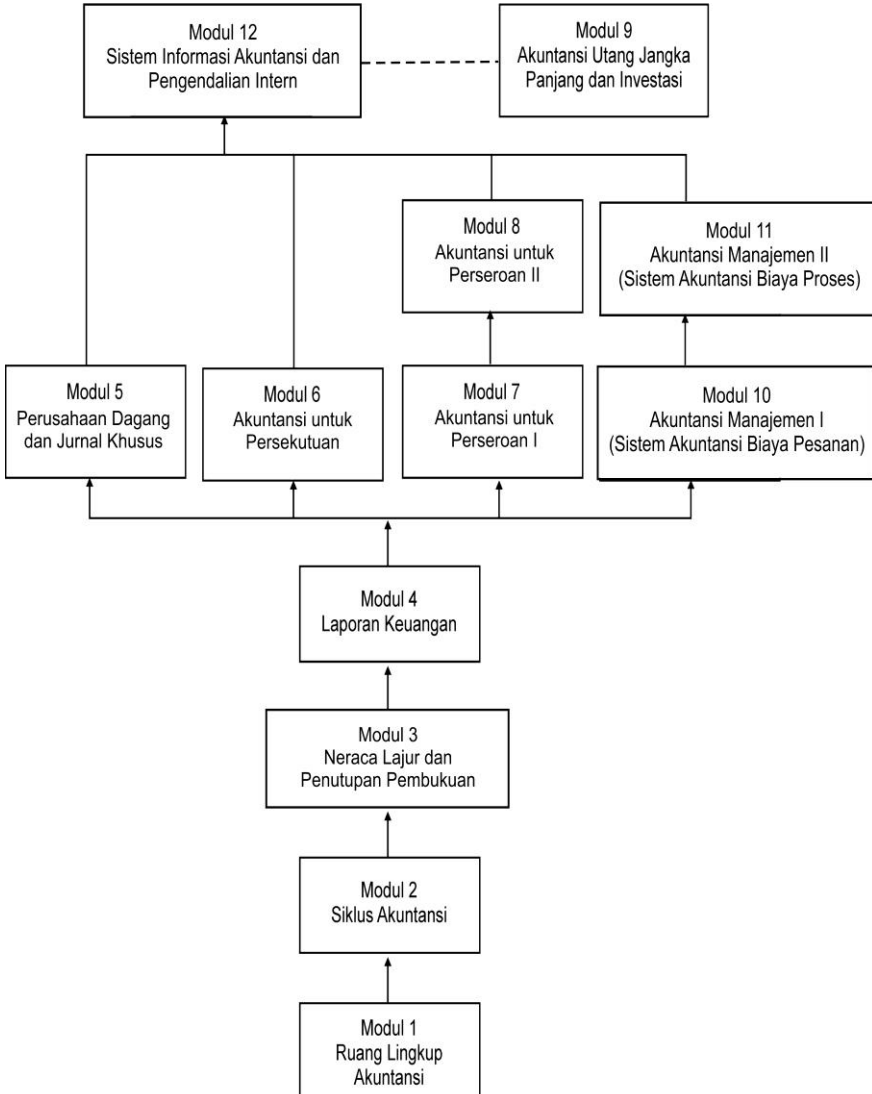 Modul 12
Sistem Informasi Akuntansi dan
Pengendalian Intern
Modul 9
Akuntansi Utang Jangka
Panjang dan Investasi
Modul 8
Akuntansi untuk
Perseroan II
Modul 11
Akuntansi Manajemen II
(Sistem Akuntansi Biaya Proses)
Modul 5
Perusahaan Dagang
dan Jurnal Khusus
Modul 6
Akuntansi untuk
Persekutuan
Modul 7
Akuntansi untuk
Perseroan I
Modul 10
Akuntansi Manajemen I
(Sistem Akuntansi Biaya Pesanan)
Modul 4
Laporan Keuangan
Modul 3
Neraca Lajur dan
Penutupan Pembukuan
Modul 2
Siklus Akuntansi
Modul 1
Ruang Lingkup
Akuntansi